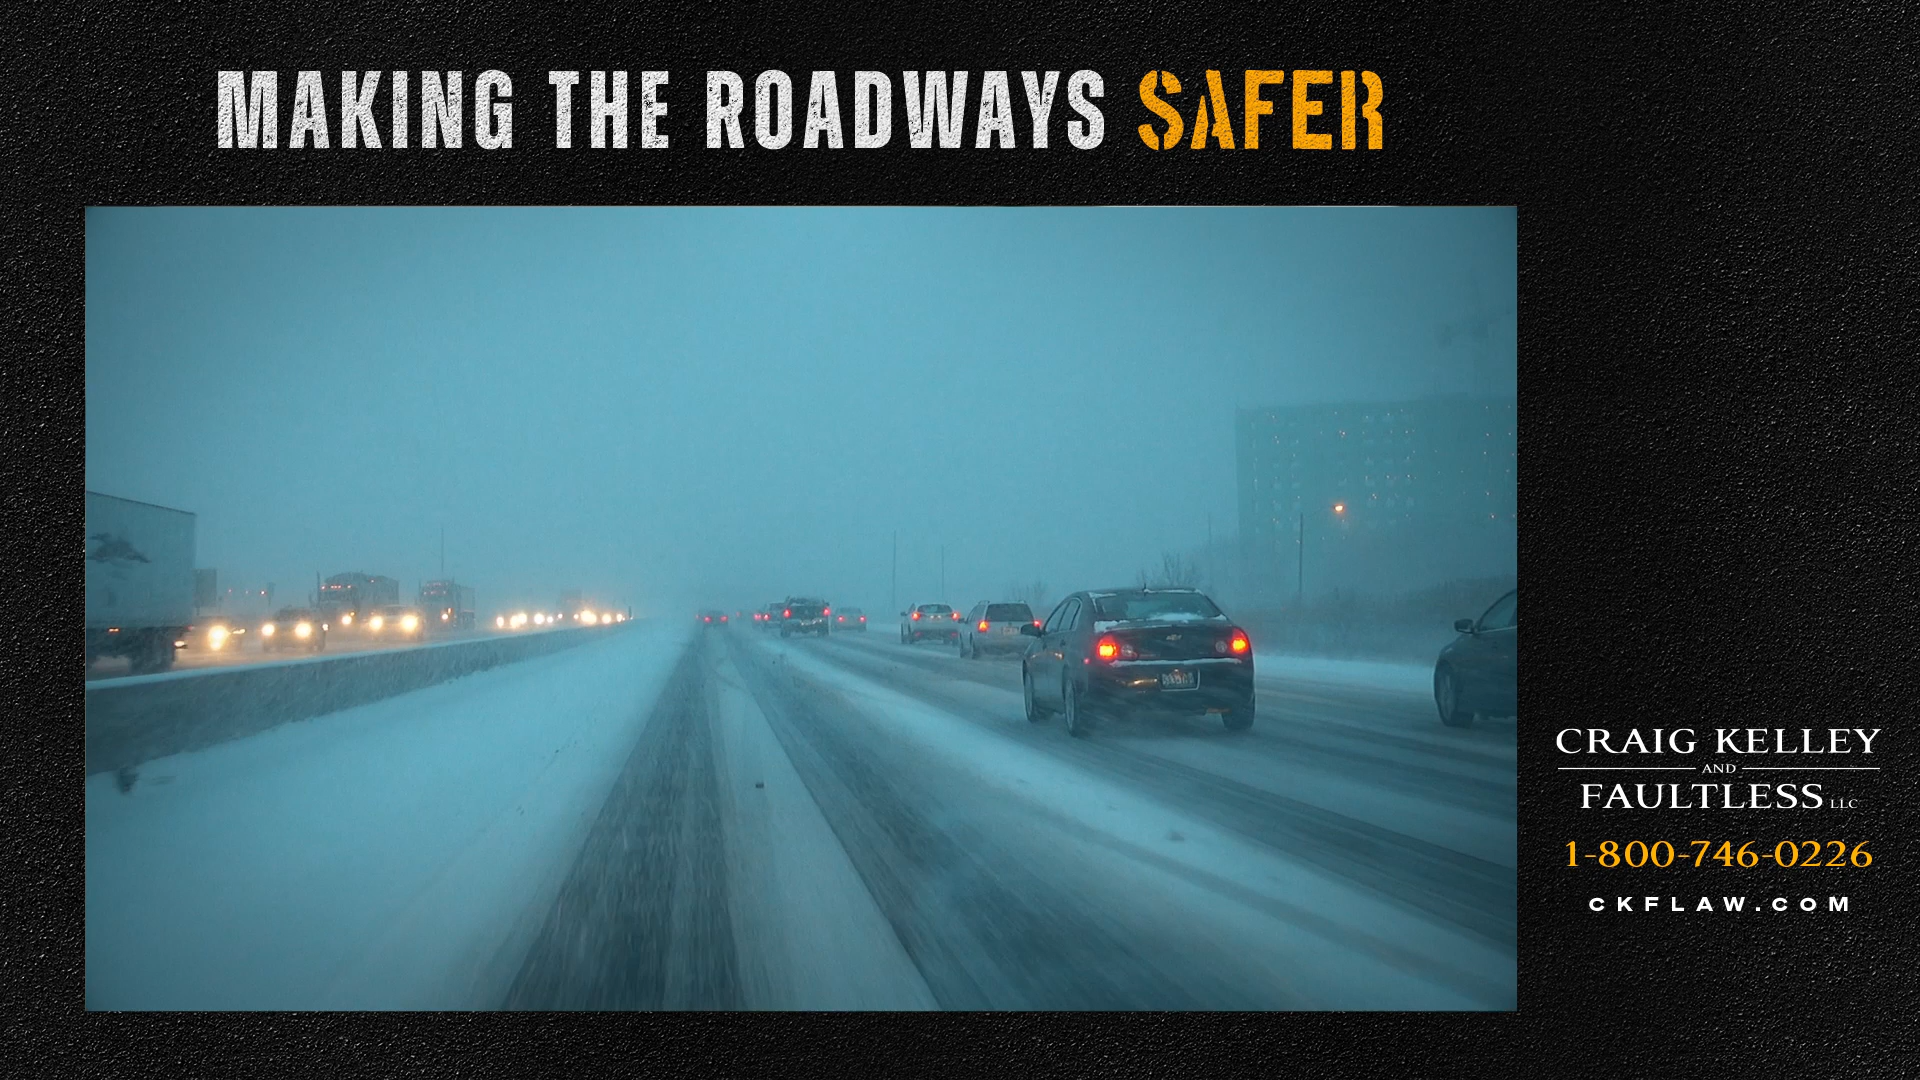 MAKING THE ROADWAYS SAFER
CRAIG KELLEY
AND
FAULTLESS LLC
1-800-746-0226
CKFLAW.COM